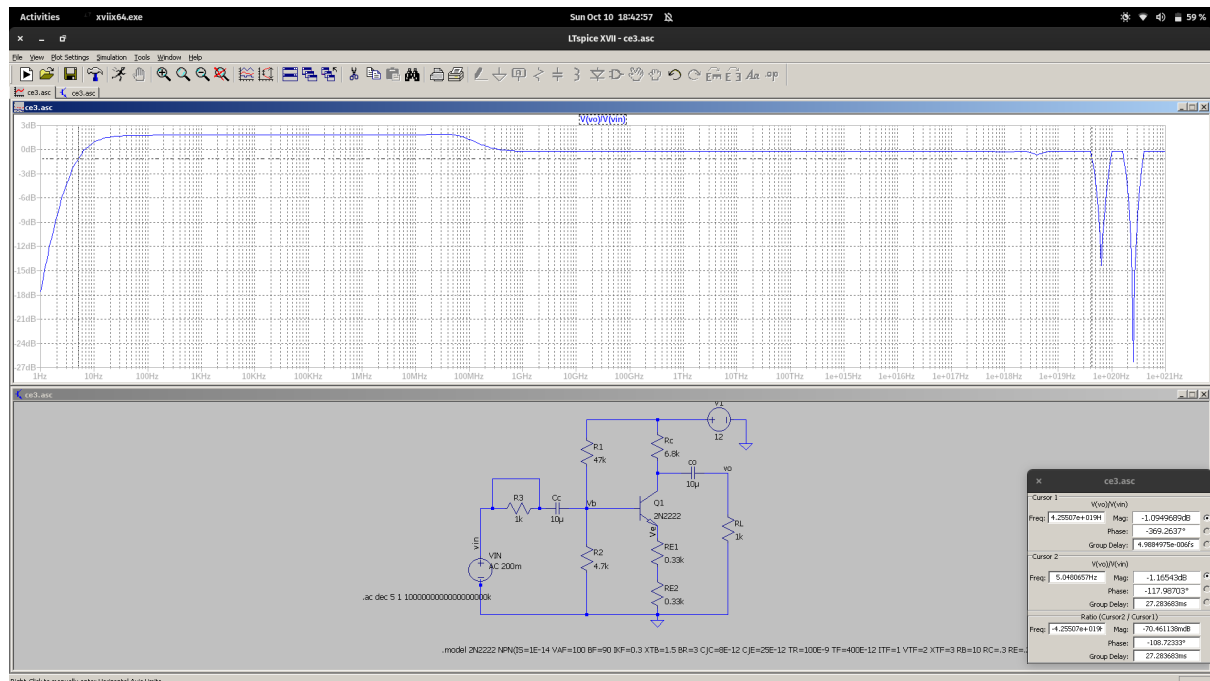 Activities xviix64.exe Sun Oct 10 18:42:57 59 %
LTspice XVII - ce3.asc
File View Plot Settings Simulation Tools Window Help
ce3.asc ce3.asc
ce3.asc
V(vo)/V(vin)
3dB
0dB
-3dB
-6dB
-9dB
-12dB
-15dB
-18dB
-21dB
-24dB
-27dB
1Hz 10Hz 100Hz 1KHz 10KHz 100KHz 1MHz 10MHz 100MHz 1GHz 10GHz 100GHz 1THz 10THz 100THz 1e+015Hz 1e+016Hz 1e+017Hz 1e+018Hz 1e+019Hz 1e+020Hz 1e+021Hz
ce3.asc
V1
12
R1
47k
Rc
6.8k
co
10µ
vo
R3
1k
Cc
10µ
Vb
Q1
2N2222
Ve
RL
1k
vin
VIN
AC 200m
R2
4.7k
RE1
0.33k
RE2
0.33k
.model 2N2222 NPN(IS=1E-14 VAF=100 BF=90 IKF=0.3 XTB=1.5 BR=3 CJC=8E-12 CJE=25E-12 TR=100E-9 TF=400E-12 ITF=1 VTF=2 XTF=3 RB=10 RC=.3 RE=.
ce3.asc
Cursor 1
V(vo)/V(vin)
Freq: 4.25507e+019H Mag: -1.0949689dB
Phase: -369.2637°
Group Delay: 4.9884975e-006fs
Cursor 2
V(vo)/V(vin)
Freq: 5.0480657Hz Mag: -1.16543dB
Phase: -117.98703°
Group Delay: 27.283683ms
Ratio (Cursor2 / Cursor1)
Freq: -4.25507e+019H Mag: -70.461138mdB
Phase: -108.72333°
Group Delay: 27.283683ms